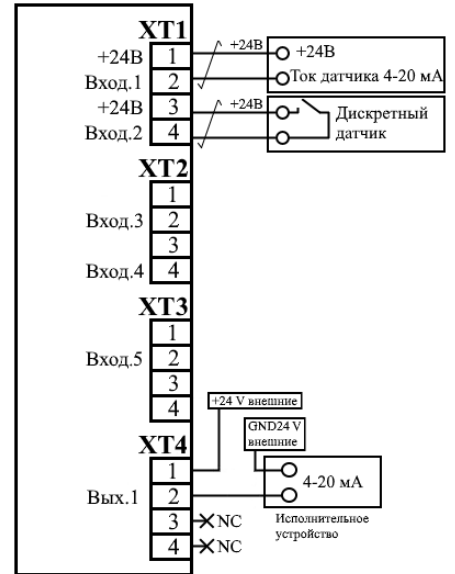 XT1
+24В 1 +24В +24В
Вход.1 2 Ток датчика 4-20 мА
+24В 3 +24В Дискретный
Вход.2 4 датчик
XT2
1
Вход.3 2
3
Вход.4 4
XT3
1
Вход.5 2
3
4
+24 V внешние
GND24 V
внешние
XT4
1
4-20 мА
Вых.1 2
3 NC
Исполнительное
устройство
4 NC